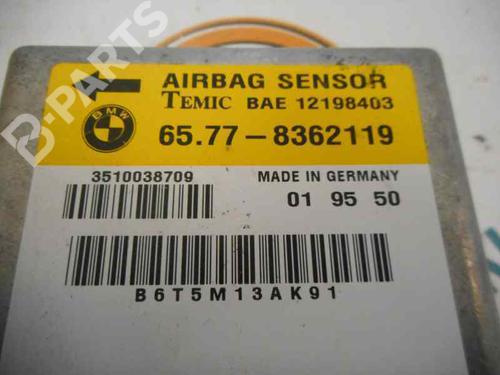 B-PARTS
AIRBAG SENSOR
TEMIC BAE 12198403
BMW
65.77-8362119
3510038709
MADE IN GERMANY
01 95 50
B6T5M13AK91